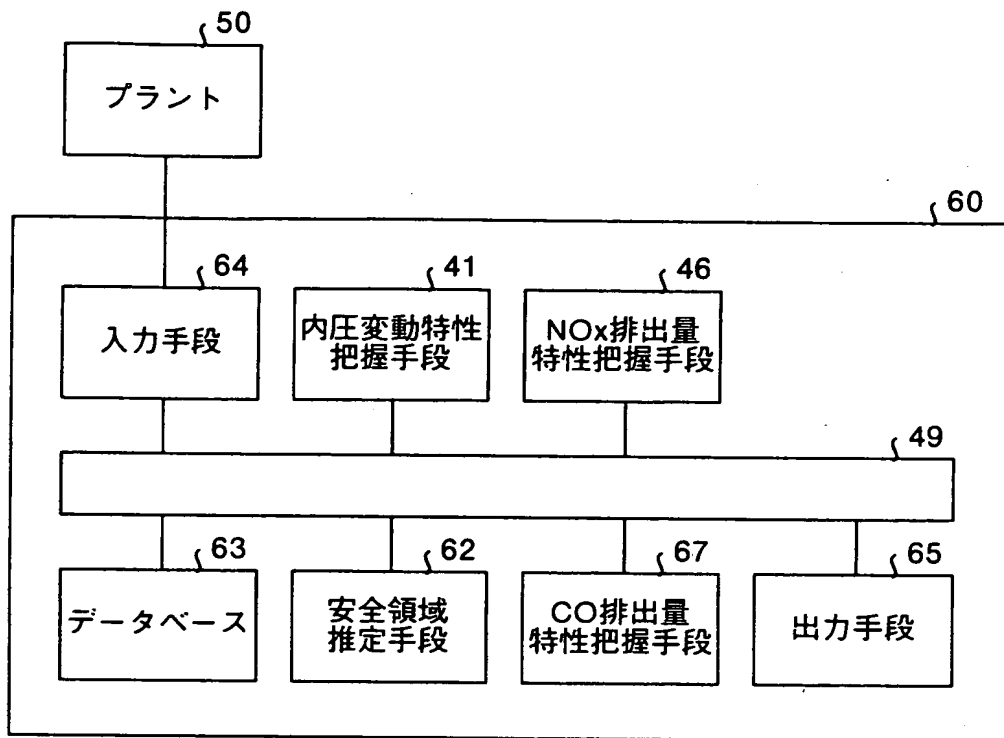 50
プラント
60
64
入力手段
41
内圧変動特性
把握手段
46
NOx排出量
特性把握手段
49
63
データベース
62
安全領域
推定手段
67
CO排出量
特性把握手段
65
出力手段